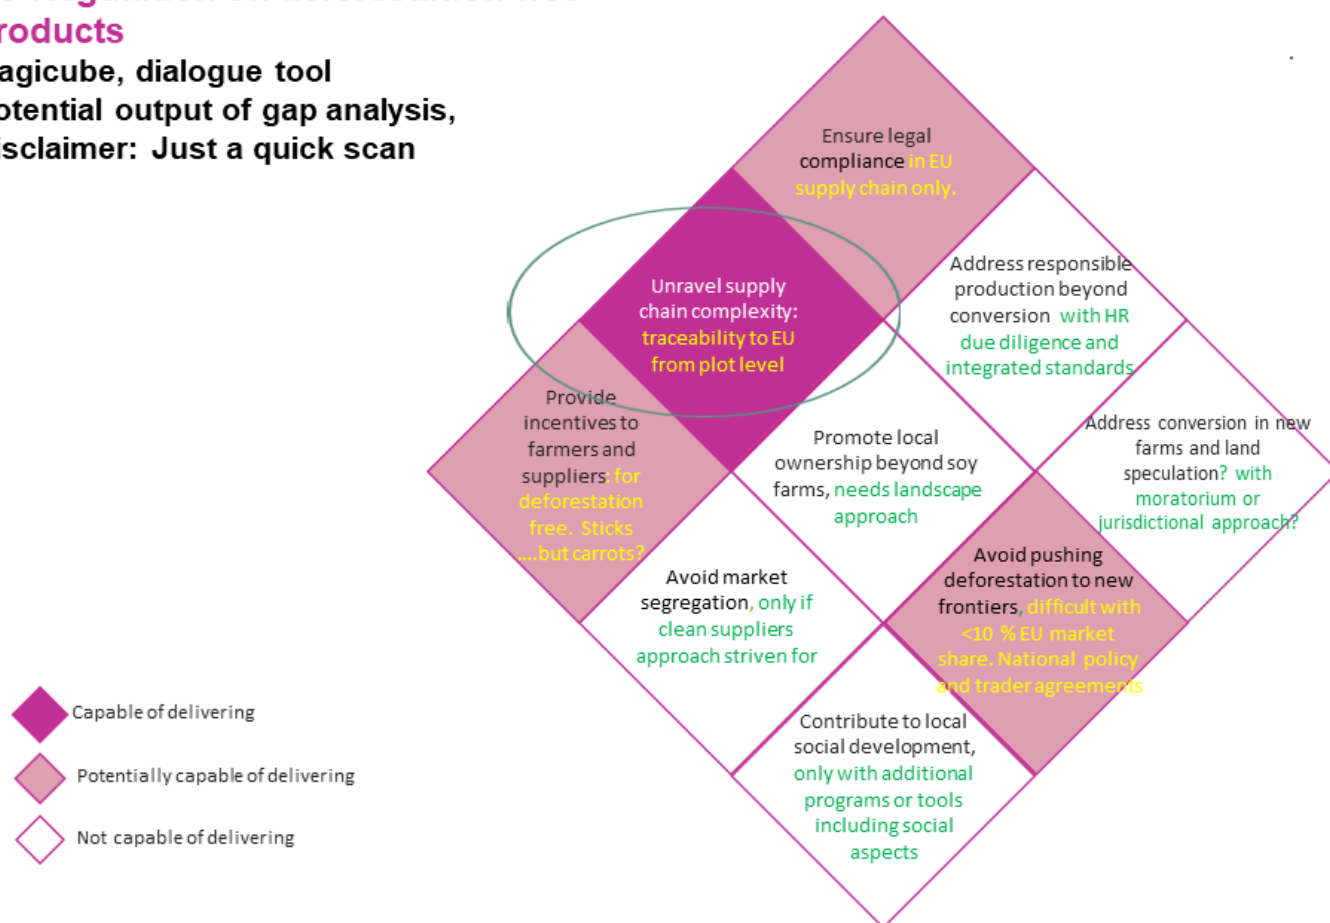 roducts
agicube, dialogue tool
otential output of gap analysis,
isclaimer: Just a quick scan
Ensure legal
compliance in EU
supply chain only.
Unravel supply
chain complexity:
traceability to EU
from plot level
Address responsible
production beyond
conversion with HR
due diligence and
integrated standards
Provide
incentives to
farmers and
suppliers: for
deforestation
free. Sticks
....but carrots?
Promote local
ownership beyond soy
farms, needs landscape
approach
Address conversion in new
farms and land
speculation? with
moratorium or
jurisdictional approach?
Avoid market
segregation, only if
clean suppliers
approach striven for
Avoid pushing
deforestation to new
frontiers, difficult with
<10 % EU market
share. National policy
and trader agreements
Contribute to local
social development,
only with additional
programs or tools
including social
aspects
Capable of delivering
Potentially capable of delivering
Not capable of delivering